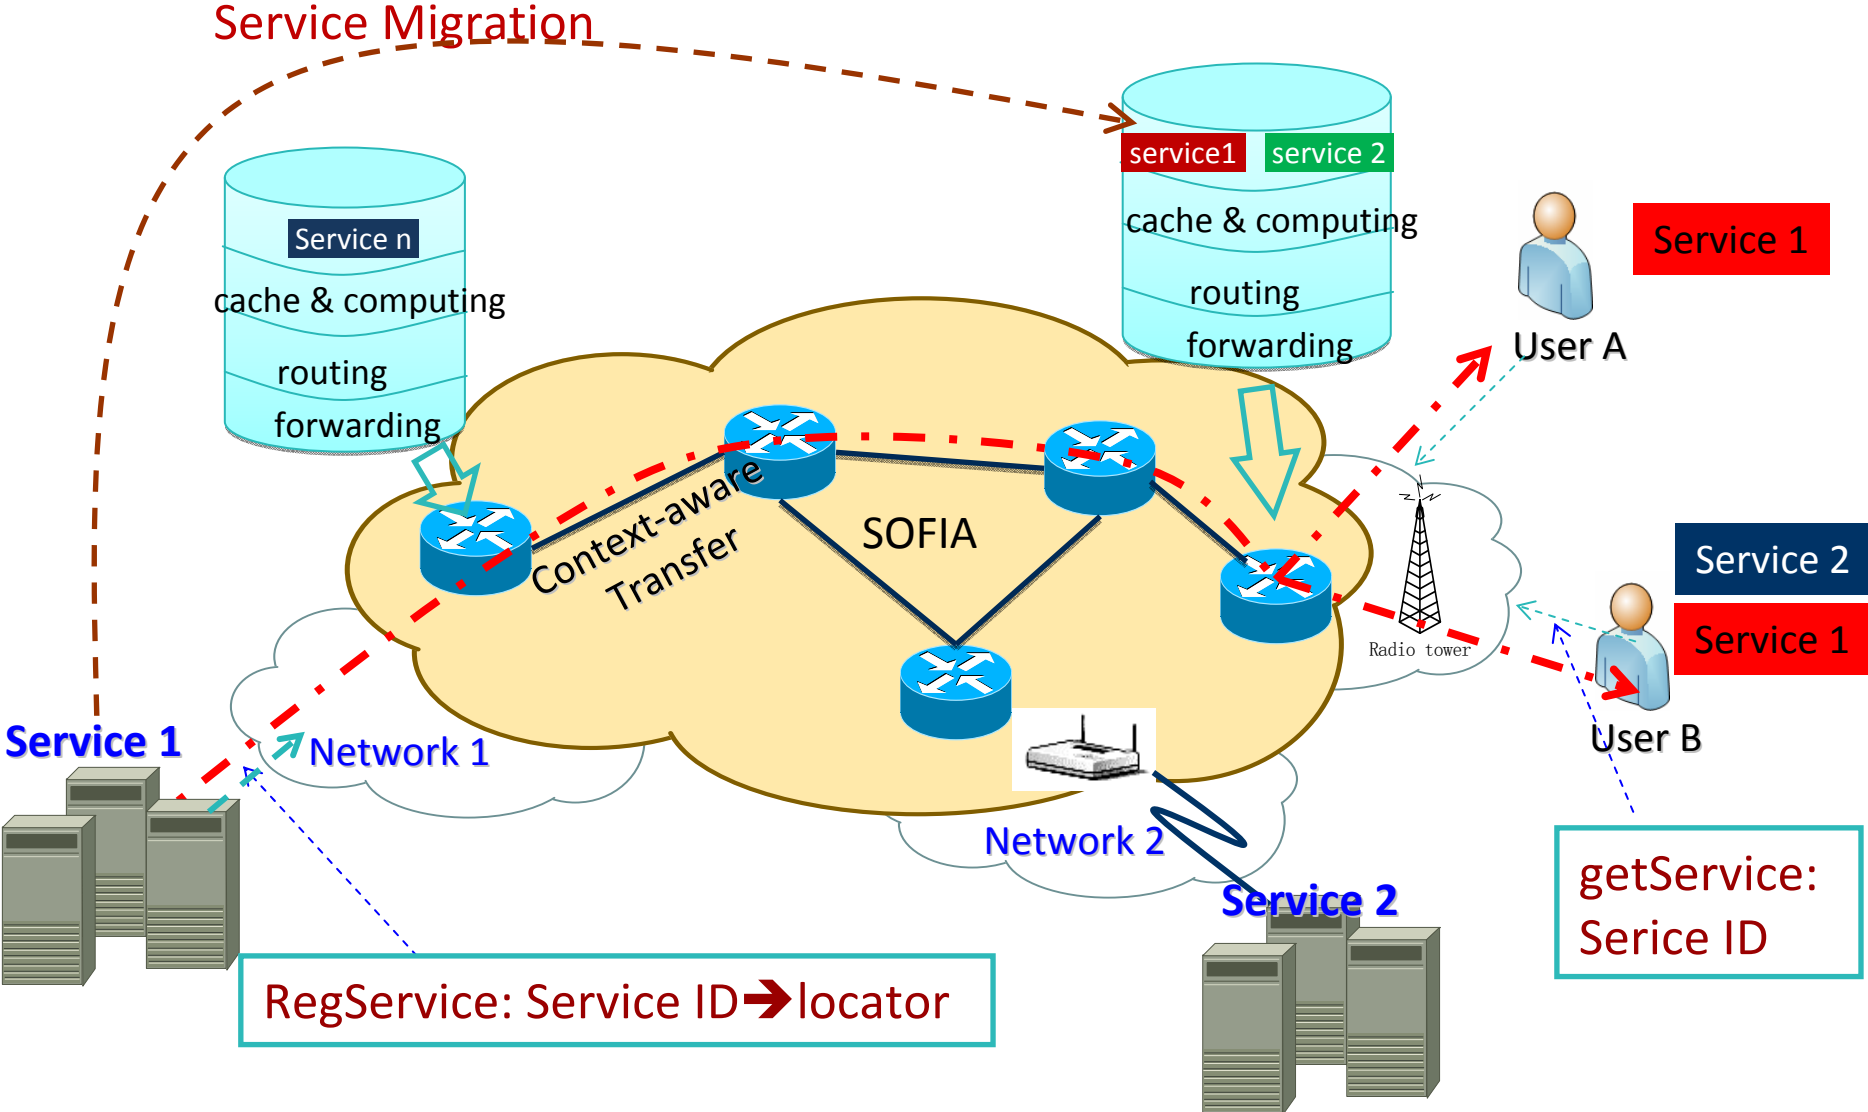 Service Migration
service1
service 2
Service n
cache & computing
Service 1
cache & computing
routing
forwarding
User A
routing
forwarding
Context-aware
Transfer
SOFIA
Service 2
Service 1
Radio tower
User B
Service 1
Network 1
Network 2
Service 2
getService:
Serice ID
RegService: Service ID➔locator